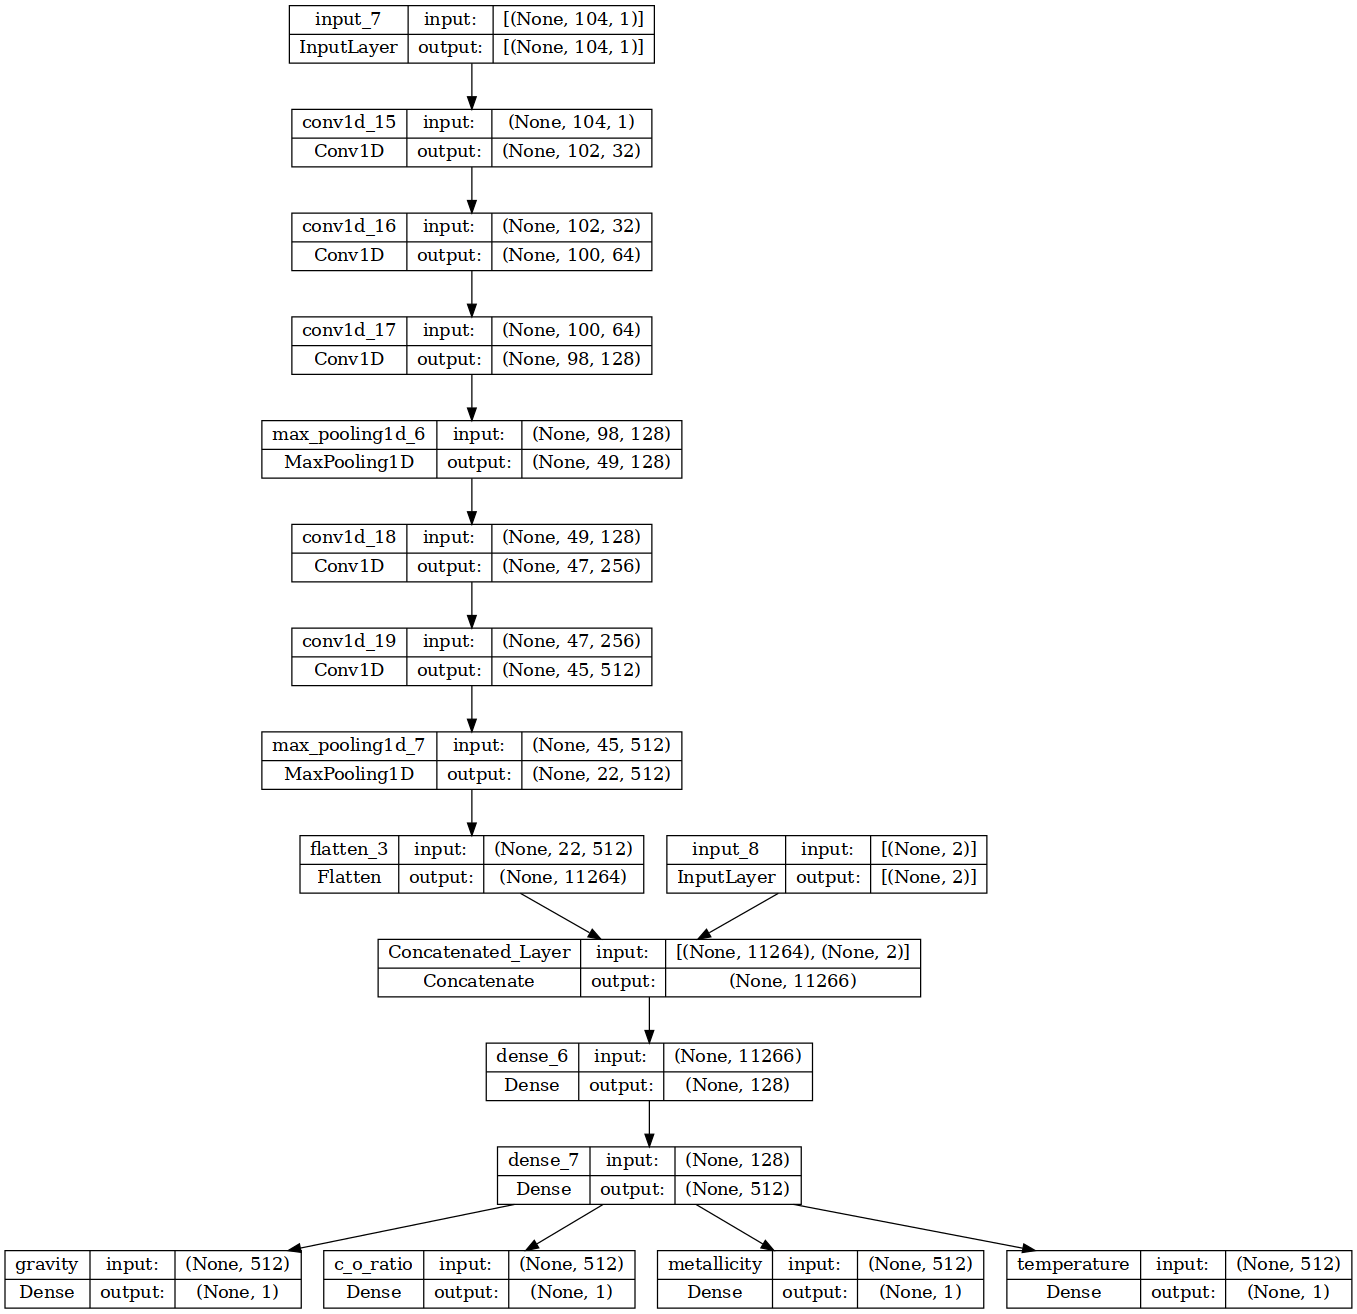 input_7 input: [(None, 104, 1)]
InputLayer output: [(None, 104, 1)]
conv1d_15 input: (None, 104, 1)
Conv1D output: (None, 102, 32)
conv1d_16 input: (None, 102, 32)
Conv1D output: (None, 100, 64)
conv1d_17 input: (None, 100, 64)
Conv1D output: (None, 98, 128)
max_pooling1d_6 input: (None, 98, 128)
MaxPooling1D output: (None, 49, 128)
conv1d_18 input: (None, 49, 128)
Conv1D output: (None, 47, 256)
conv1d_19 input: (None, 47, 256)
Conv1D output: (None, 45, 512)
max_pooling1d_7 input: (None, 45, 512)
MaxPooling1D output: (None, 22, 512)
flatten_3 input: (None, 22, 512)
Flatten output: (None, 11264)
input_8 input: [(None, 2)]
InputLayer output: [(None, 2)]
Concatenated_Layer input: [(None, 11264), (None, 2)]
Concatenate output: (None, 11266)
dense_6 input: (None, 11266)
Dense output: (None, 128)
dense_7 input: (None, 128)
Dense output: (None, 512)
gravity input: (None, 512)
Dense output: (None, 1)
c_o_ratio input: (None, 512)
Dense output: (None, 1)
metallicity input: (None, 512)
Dense output: (None, 1)
temperature input: (None, 512)
Dense output: (None, 1)